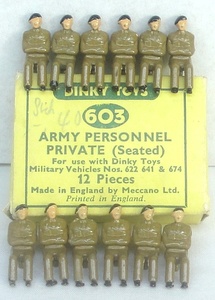 DINKY TOYS
603
ARMY PERSONNEL
PRIVATE (Seated)
For use with Dinky Toys
Military Vehicles Nos. 622 641 & 674
12 Pieces
Made in England by Meccano Ltd.
Printed in England.